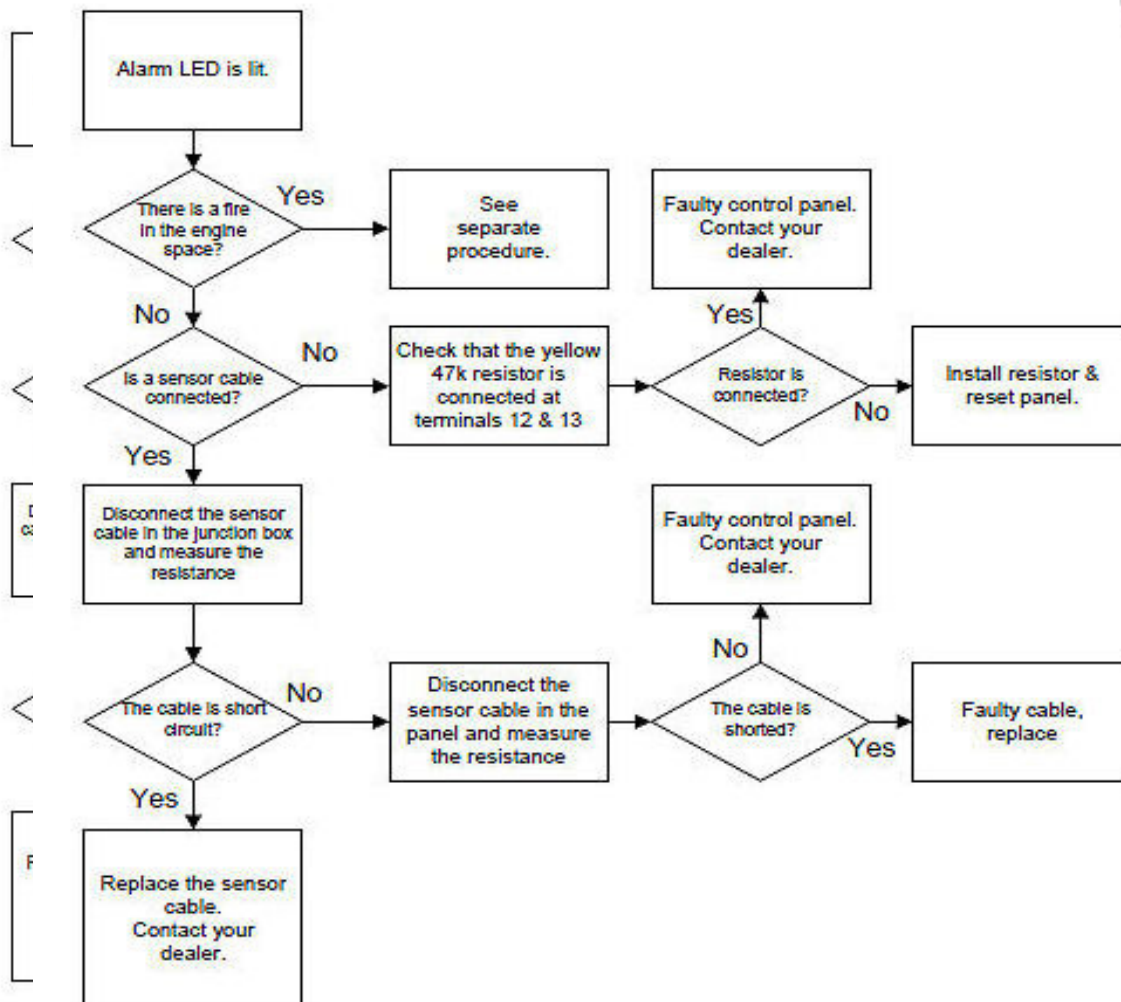 Alarm LED is lit.
There is a fire
in the engine
space?
Yes
See
separate
procedure.
Faulty control panel.
Contact your
dealer.
No
Yes
Is a sensor cable
connected?
No
Check that the yellow
47k resistor is
connected at
terminals 12 & 13
Resistor is
connected?
No
Install resistor &
reset panel.
Yes
Disconnect the sensor
cable in the junction box
and measure the
resistance
Faulty control panel.
Contact your
dealer.
No
The cable is short
circuit?
No
Disconnect the
sensor cable in the
panel and measure
the resistance
The cable is
shorted?
Yes
Faulty cable,
replace
Yes
Replace the sensor
cable.
Contact your
dealer.